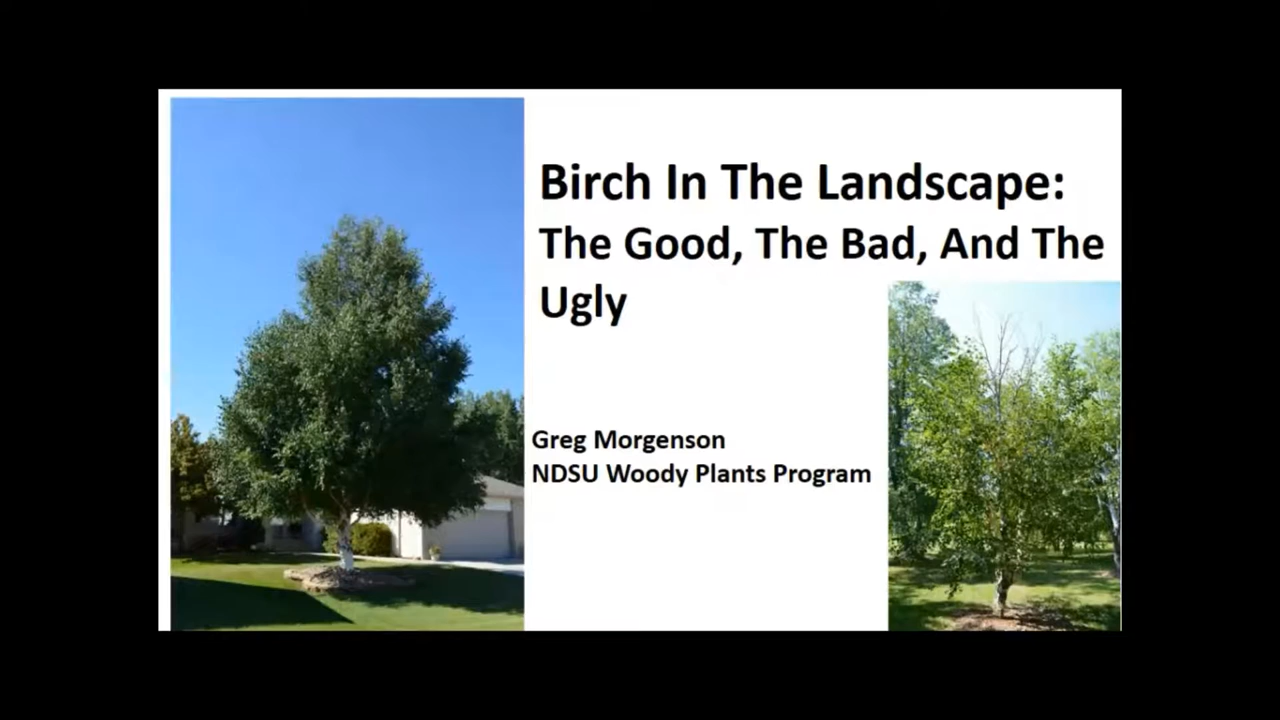 Birch In The Landscape:
The Good, The Bad, And The
Ugly
Greg Morgenson
NDSU Woody Plants Program